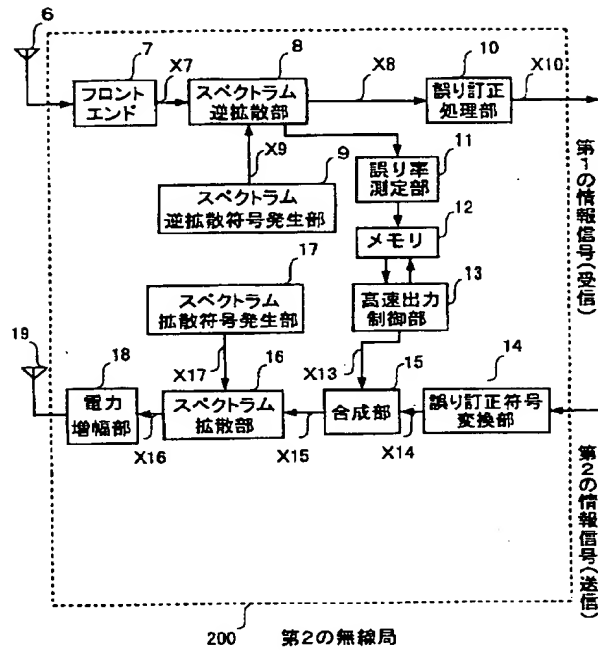 6
7
X7
8
X8
10
X10
フロント
エンド
スペクトラム
逆拡散部
誤り訂正
処理部
X9
9
11
誤り率
測定部
スペクトラム
逆拡散符号発生部
12
メモリ
17
13
スペクトラム
拡散符号発生部
高速出力
制御部
第1の情報信号(受信)
19
18
X17
16
X13
15
14
電力
増幅部
スペクトラム
拡散部
合成部
誤り訂正符号
変換部
X16
X15
X14
第2の情報信号(送信)
200
第2の無線局